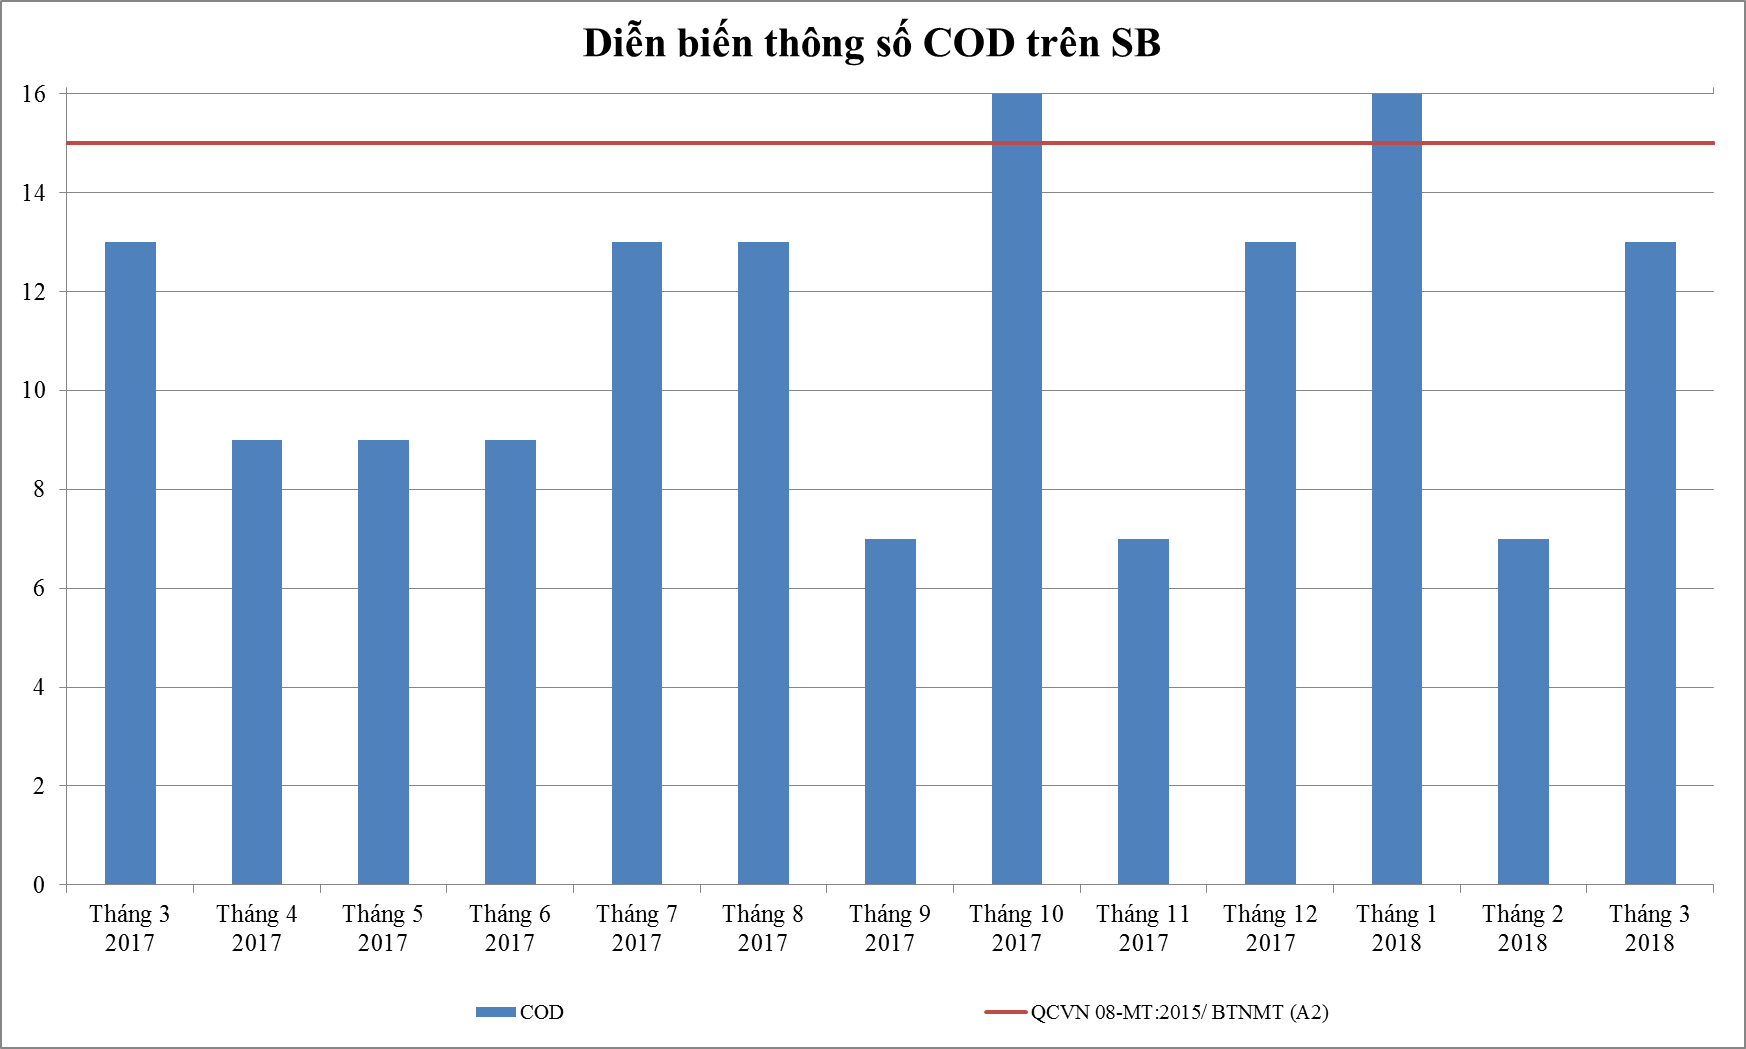 Diễn biến thông số COD trên SB
16
14
12
10
8
6
4
2
0
Tháng 3 2017
Tháng 4 2017
Tháng 5 2017
Tháng 6 2017
Tháng 7 2017
Tháng 8 2017
Tháng 9 2017
Tháng 10 2017
Tháng 11 2017
Tháng 12 2017
Tháng 1 2018
Tháng 2 2018
Tháng 3 2018
COD
QCVN 08-MT:2015/ BTNMT (A2)